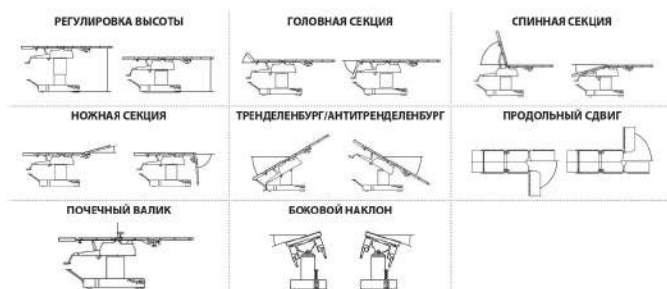 РЕГУЛИРОВКА ВЫСОТЫ
ГОЛОВНАЯ СЕКЦИЯ
СПИННАЯ СЕКЦИЯ
НОЖНАЯ СЕКЦИЯ
ТРЕНДЕЛЕНБУРГ/АНТИТРЕНДЕЛЕНБУРГ
ПРОДОЛЬНЫЙ СДВИГ
ПОЧЕЧНЫЙ ВАЛИК
БОКОВОЙ НАКЛОН